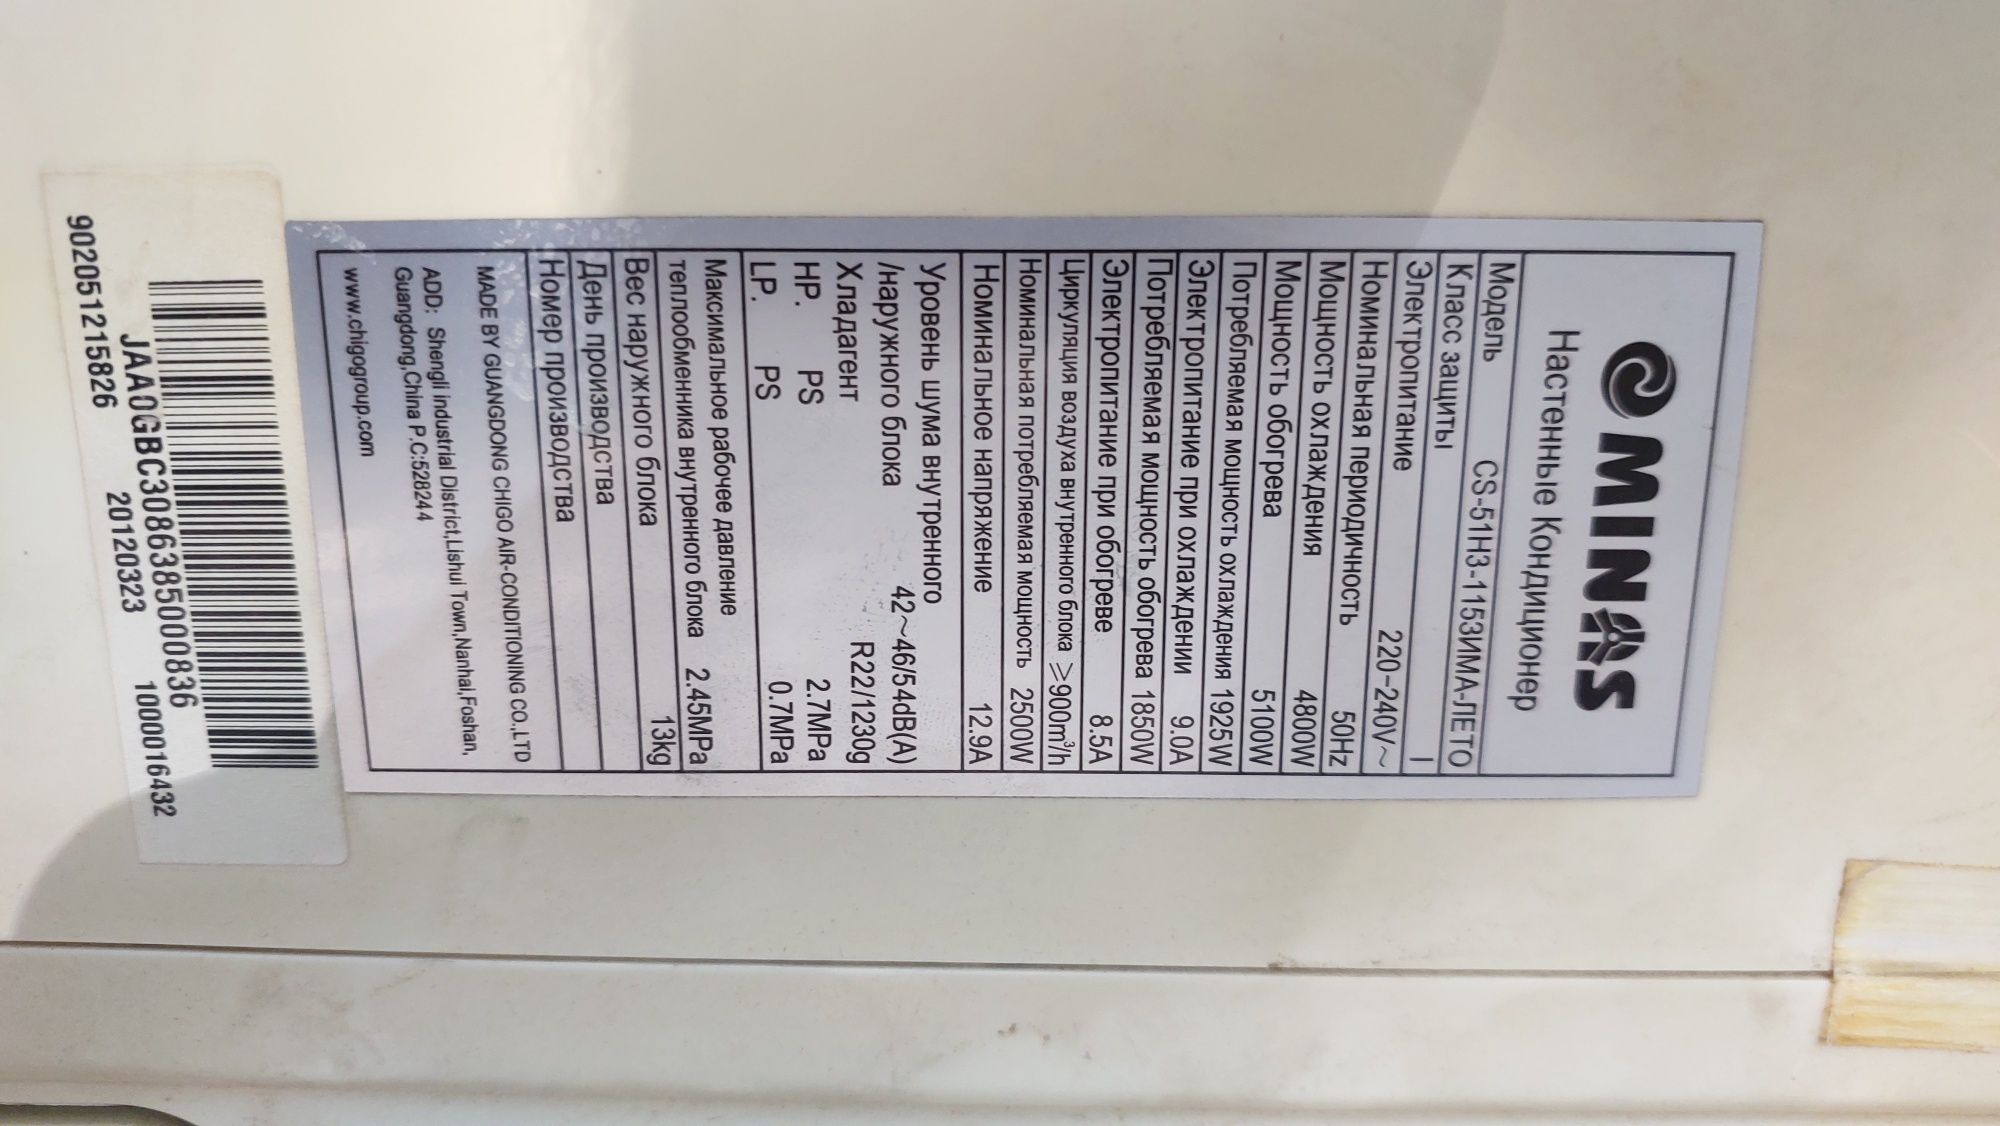 MINAS
Настенные Кондиционер
Модель CS-51H3-1153ИМА-ЛЕТО
Класс защиты I
Электропитание 220-240V~
Номинальная периодичность 50Hz
Мощность охлаждения 4800W
Мощность обогрева 5100W
Потребляемая мощность охлаждения 1925W
Электропитание при охлаждении 9.0A
Потребляемая мощность обогрева 1850W
Электропитание при обогреве 8.5A
Циркуляция воздуха внутренного блока ≥900m³/h
Номинальная потребляемая мощность 2500W
Номинальное напряжение 12.9A
Уровень шума внутренного
/наружного блока 42~46/54dB(A)
Хладагент R22/1230g
HP. PS 2.7MPa
LP. PS 0.7MPa
Максимальное рабочее давление
теплообменника внутренного блока 2.45MPa
Вес наружного блока 13kg
День производства
Номер производства
MADE BY GUANGDONG CHIGO AIR-CONDITIONING CO.,LTD
ADD: Shengli industrial District,Lishui Town,Nanhai,Foshan,
Guangdong,China P.C:528244
www.chigogroup.com
JAA0GBC3086385000836
902051215826 20120323 1000016432